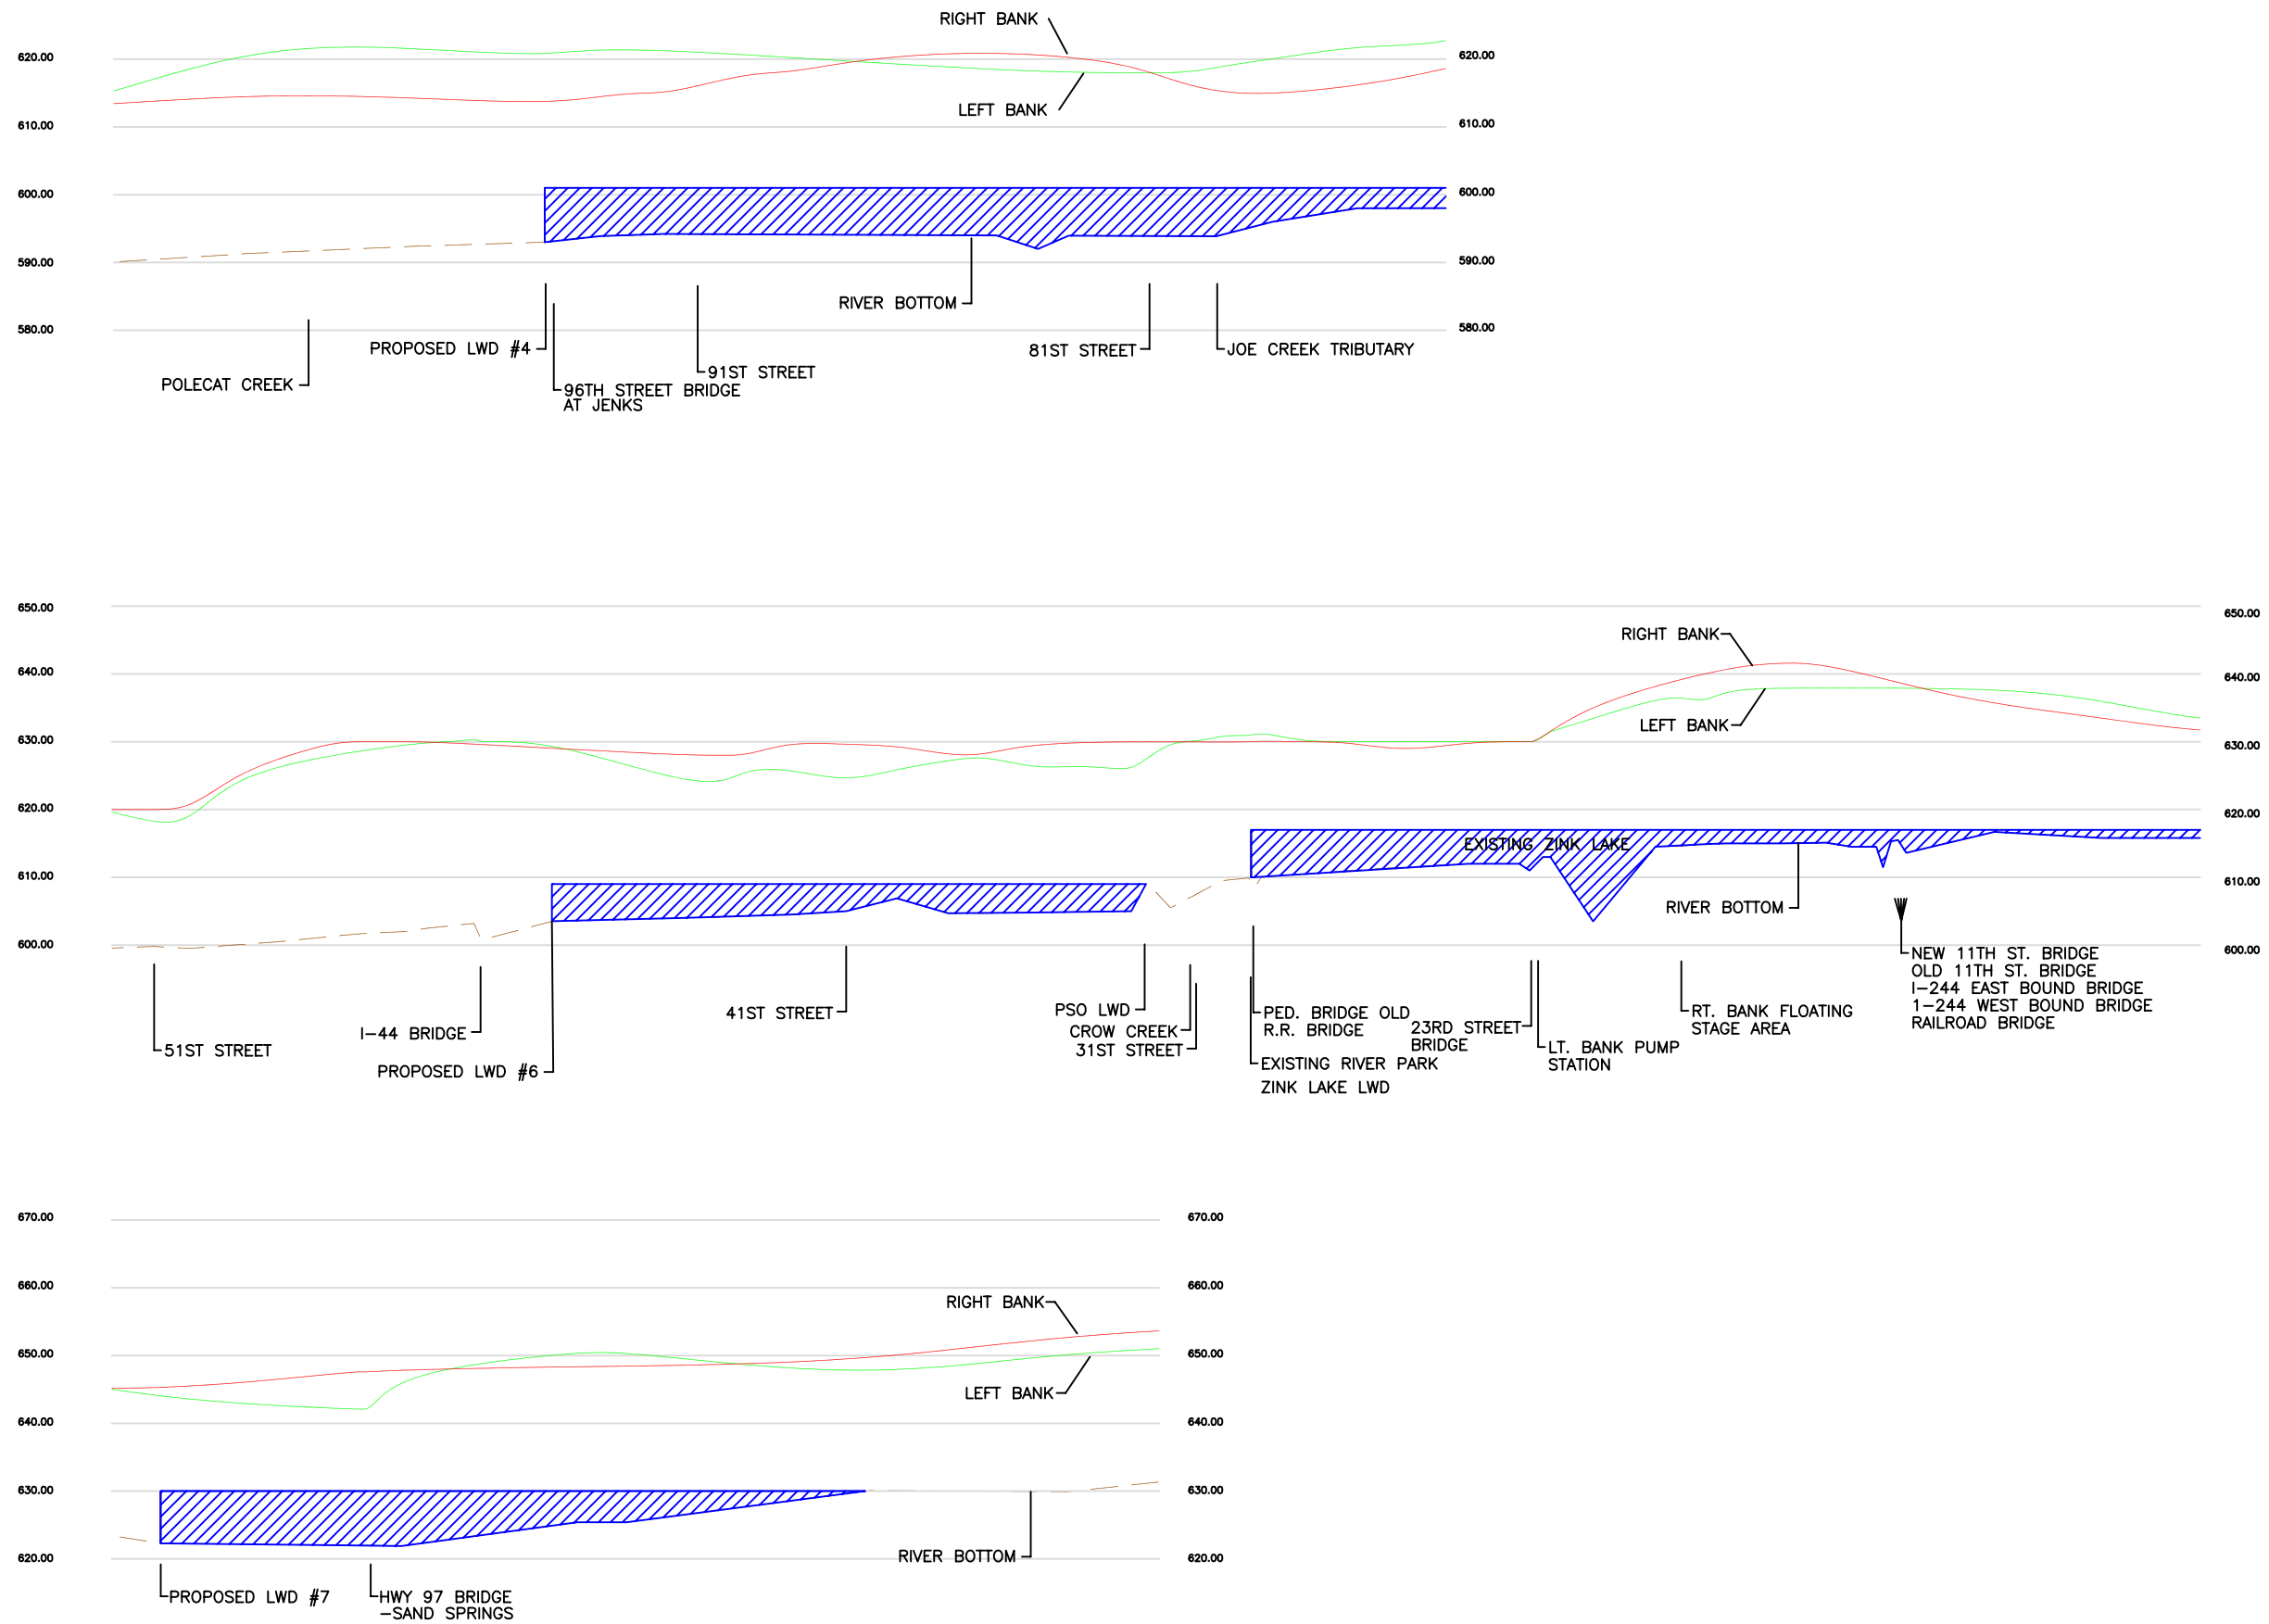 RIGHT BANK
620.00
620.00
LEFT BANK
610.00
610.00
600.00
600.00
590.00
590.00
RIVER BOTTOM
580.00
580.00
PROPOSED LWD #4
81ST STREET
JOE CREEK TRIBUTARY
91ST STREET
POLECAT CREEK
96TH STREET BRIDGE
AT JENKS
650.00
650.00
RIGHT BANK
640.00
640.00
LEFT BANK
630.00
630.00
620.00
620.00
EXISTING ZINK LAKE
610.00
610.00
RIVER BOTTOM
600.00
600.00
NEW 11TH ST. BRIDGE
OLD 11TH ST. BRIDGE
I-244 EAST BOUND BRIDGE
1-244 WEST BOUND BRIDGE
RAILROAD BRIDGE
41ST STREET
PSO LWD
PED. BRIDGE OLD
R.R. BRIDGE
RT. BANK FLOATING
STAGE AREA
I-44 BRIDGE
CROW CREEK
23RD STREET
BRIDGE
51ST STREET
31ST STREET
LT. BANK PUMP
STATION
PROPOSED LWD #6
EXISTING RIVER PARK
ZINK LAKE LWD
670.00
670.00
660.00
660.00
RIGHT BANK
650.00
650.00
LEFT BANK
640.00
640.00
630.00
630.00
620.00
RIVER BOTTOM
620.00
PROPOSED LWD #7
HWY 97 BRIDGE
-SAND SPRINGS